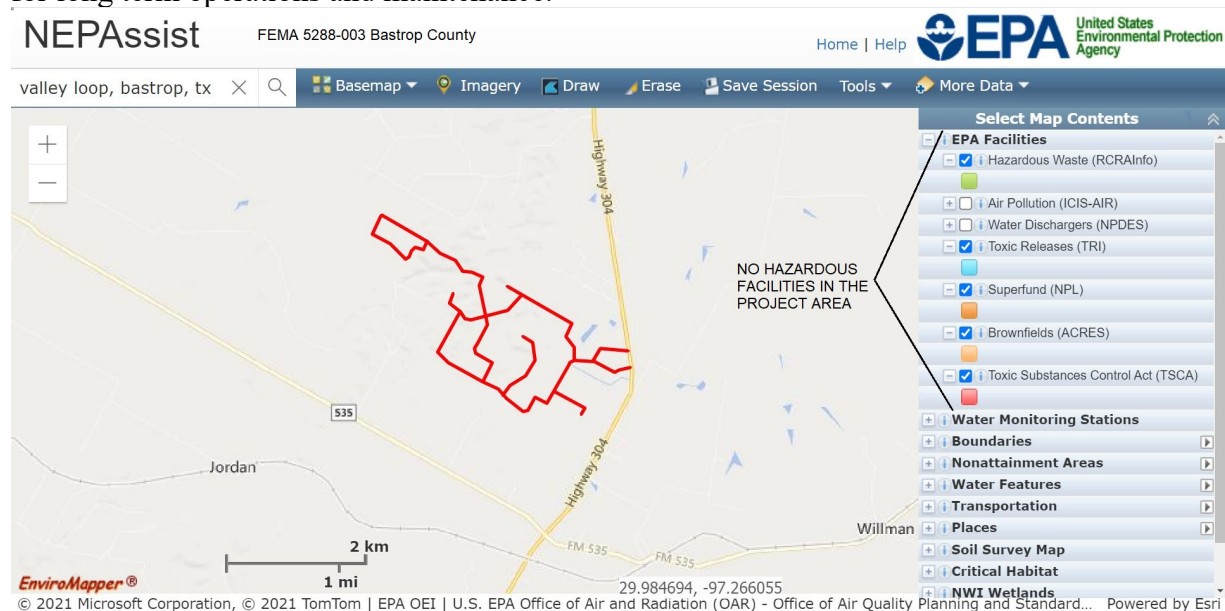 for long term operations and maintenance.
NEPAssist
FEMA 5288-003 Bastrop County
Home | Help
EPA
United States
Environmental Protection
Agency
valley loop, bastrop, tx
Basemap
Imagery
Draw
Erase
Save Session
Tools
More Data
Select Map Contents
EPA Facilities
Hazardous Waste (RCRAInfo)
Air Pollution (ICIS-AIR)
Water Dischargers (NPDES)
Toxic Releases (TRI)
Superfund (NPL)
Brownfields (ACRES)
Toxic Substances Control Act (TSCA)
Water Monitoring Stations
Boundaries
Nonattainment Areas
Water Features
Transportation
Places
Soil Survey Map
Critical Habitat
NWI Wetlands
Highway 304
NO HAZARDOUS
FACILITIES IN THE
PROJECT AREA
535
Jordan
Highway 304
Willman
FM 535
FM 535
2 km
1 mi
29.984694, -97.266055
EnviroMapper ®
© 2021 Microsoft Corporation, © 2021 TomTom | EPA OEI | U.S. EPA Office of Air and Radiation (OAR) - Office of Air Quality Planning and Standard... Powered by Esri